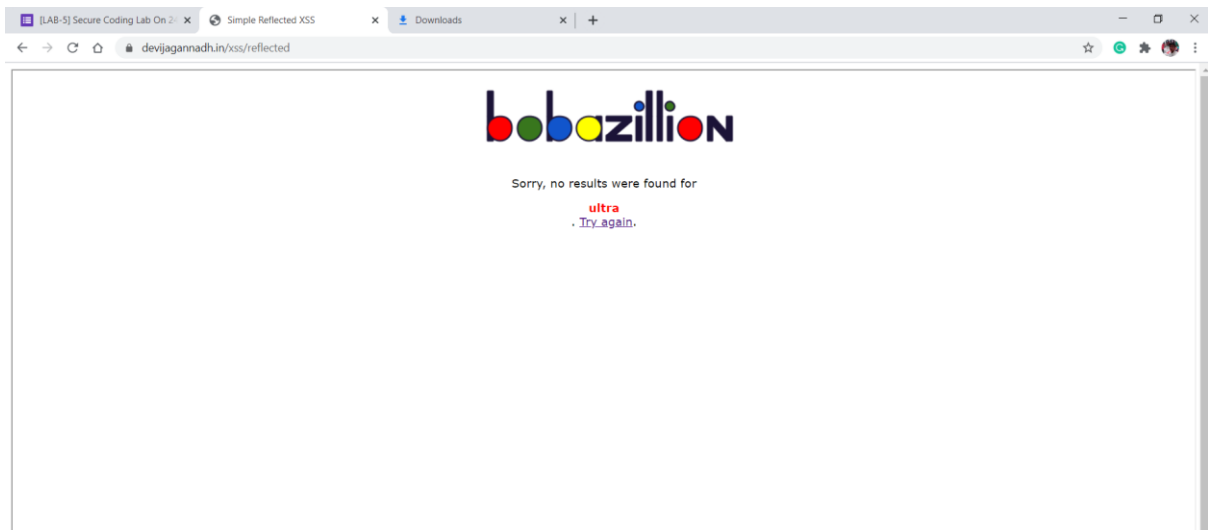 [LAB-5] Secure Coding Lab On 2
Simple Reflected XSS
Downloads
devijagannadh.in/xss/reflected
bobazillion
Sorry, no results were found for
ultra
. Try again.